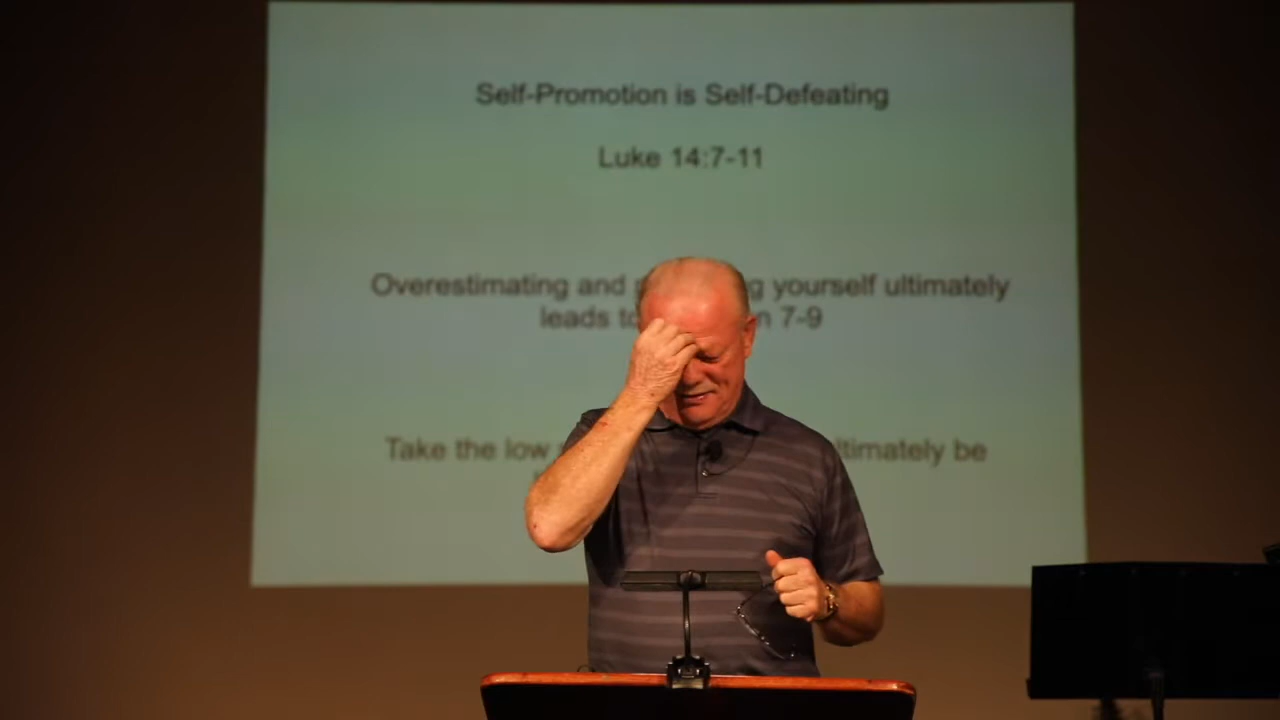 Self-Promotion is Self-Defeating
Luke 14:7-11
Overestimating and yourself ultimately
leads to 7-9
Take the low ultimately be